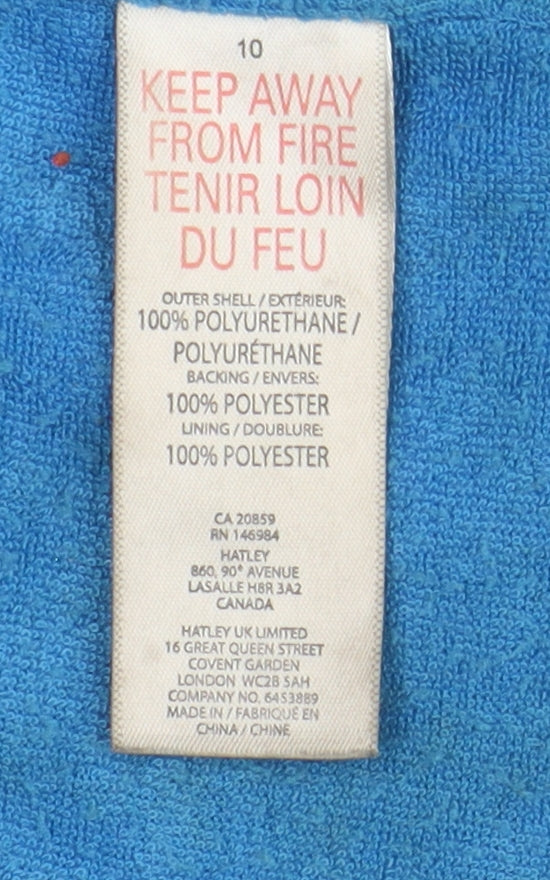 10
KEEP AWAY
FROM FIRE
TENIR LOIN
DU FEU
OUTER SHELL / EXTÉRIEUR:
100% POLYURETHANE /
POLYURÉTHANE
BACKING / ENVERS:
100% POLYESTER
LINING / DOUBLURE:
100% POLYESTER
CA 20859
RN 146984
HATLEY
860, 90e AVENUE
LASALLE H8R 3A2
CANADA
HATLEY UK LIMITED
16 GREAT QUEEN STREET
COVENT GARDEN
LONDON WC2B 5AH
COMPANY NO. 6453889
MADE IN / FABRIQUÉ EN
CHINA / CHINE